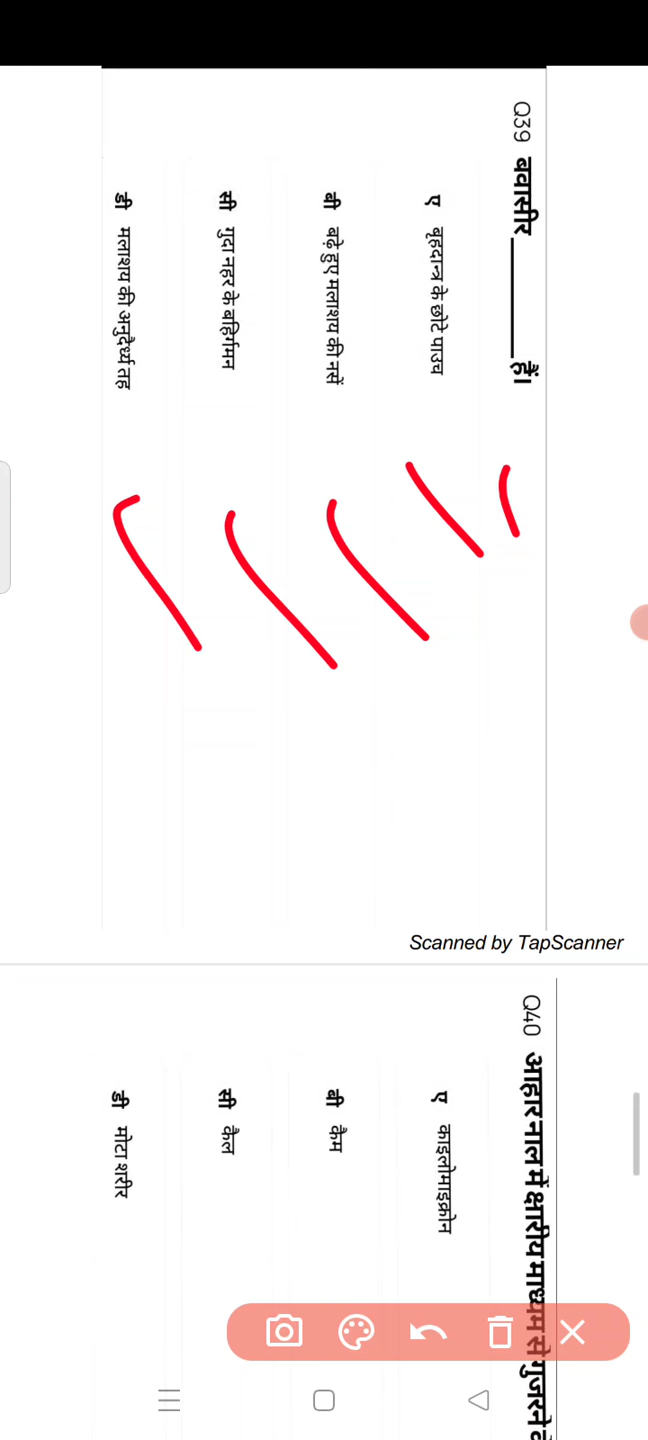 Q39 बवासीर ________ हैं।
ए बृहदान्त्र के छोटे पाउच
बी बढ़े हुए मलाशय की नसें
सी गुदा नहर के बहिर्गमन
डी मलाशय की अनुदैर्ध्य तह
Scanned by TapScanner
Q40 आहार नाल में क्षारीय माध्यम से गुजरने
ए काइलोमाइक्रोन
बी कैम
सी कैल
डी मोटा शरीर